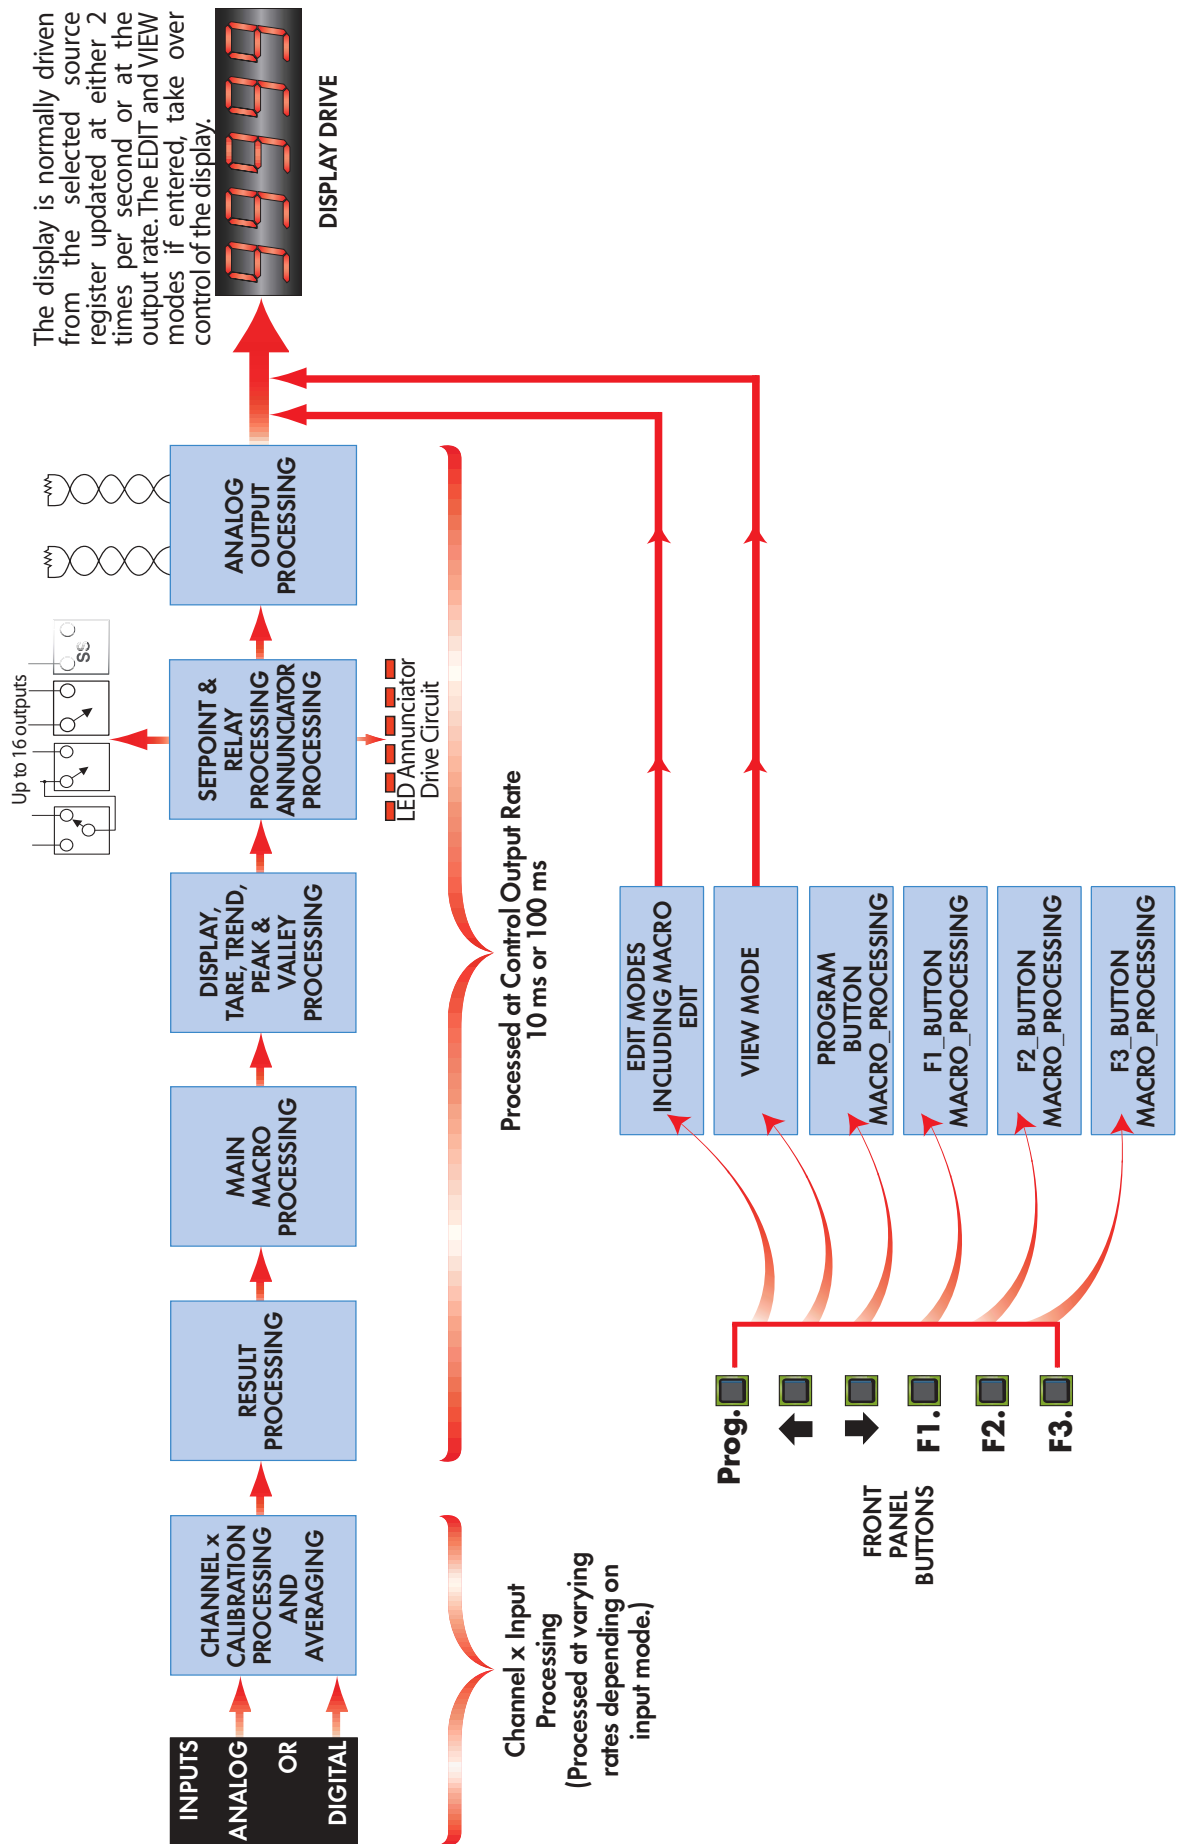 INPUTS
ANALOG
OR
DIGITAL
CHANNEL x
CALIBRATION
PROCESSING
AND
AVERAGING
RESULT
PROCESSING
MAIN
MACRO
PROCESSING
DISPLAY,
TARE, TREND,
PEAK &
VALLEY
PROCESSING
Up to 16 outputs
SS
SETPOINT &
RELAY
PROCESSING
ANNUNCIATOR
PROCESSING
LED Annunciator
Drive Circuit
ANALOG
OUTPUT
PROCESSING
The display is normally driven
from the selected source
register updated at either 2
times per second or at the
output rate. The EDIT and VIEW
modes if entered, take over
control of the display.
DISPLAY DRIVE
Channel x Input
Processing
(Processed at varying
rates depending on
input mode.)
Processed at Control Output Rate
10 ms or 100 ms
FRONT
PANEL
BUTTONS
Prog.
F1.
F2.
F3.
EDIT MODES
INCLUDING MACRO
EDIT
VIEW MODE
PROGRAM
BUTTON
MACRO_PROCESSING
F1_BUTTON
MACRO_PROCESSING
F2_BUTTON
MACRO_PROCESSING
F3_BUTTON
MACRO_PROCESSING